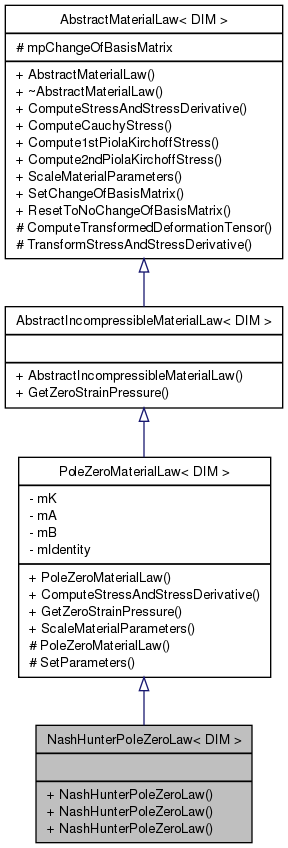 AbstractMaterialLaw< DIM >
# mpChangeOfBasisMatrix
+ AbstractMaterialLaw()
+ ~AbstractMaterialLaw()
+ ComputeStressAndStressDerivative()
+ ComputeCauchyStress()
+ Compute1stPiolaKirchoffStress()
+ Compute2ndPiolaKirchoffStress()
+ ScaleMaterialParameters()
+ SetChangeOfBasisMatrix()
+ ResetToNoChangeOfBasisMatrix()
# ComputeTransformedDeformationTensor()
# TransformStressAndStressDerivative()
AbstractIncompressibleMaterialLaw< DIM >
+ AbstractIncompressibleMaterialLaw()
+ GetZeroStrainPressure()
PoleZeroMaterialLaw< DIM >
- mK
- mA
- mB
- mIdentity
+ PoleZeroMaterialLaw()
+ ComputeStressAndStressDerivative()
+ GetZeroStrainPressure()
+ ScaleMaterialParameters()
# PoleZeroMaterialLaw()
# SetParameters()
NashHunterPoleZeroLaw< DIM >
+ NashHunterPoleZeroLaw()
+ NashHunterPoleZeroLaw()
+ NashHunterPoleZeroLaw()